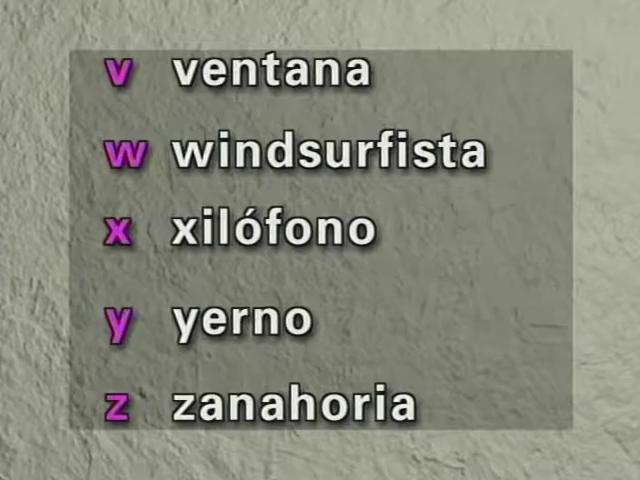 v ventana
w windsurfista
x xilófono
y yerno
z zanahoria